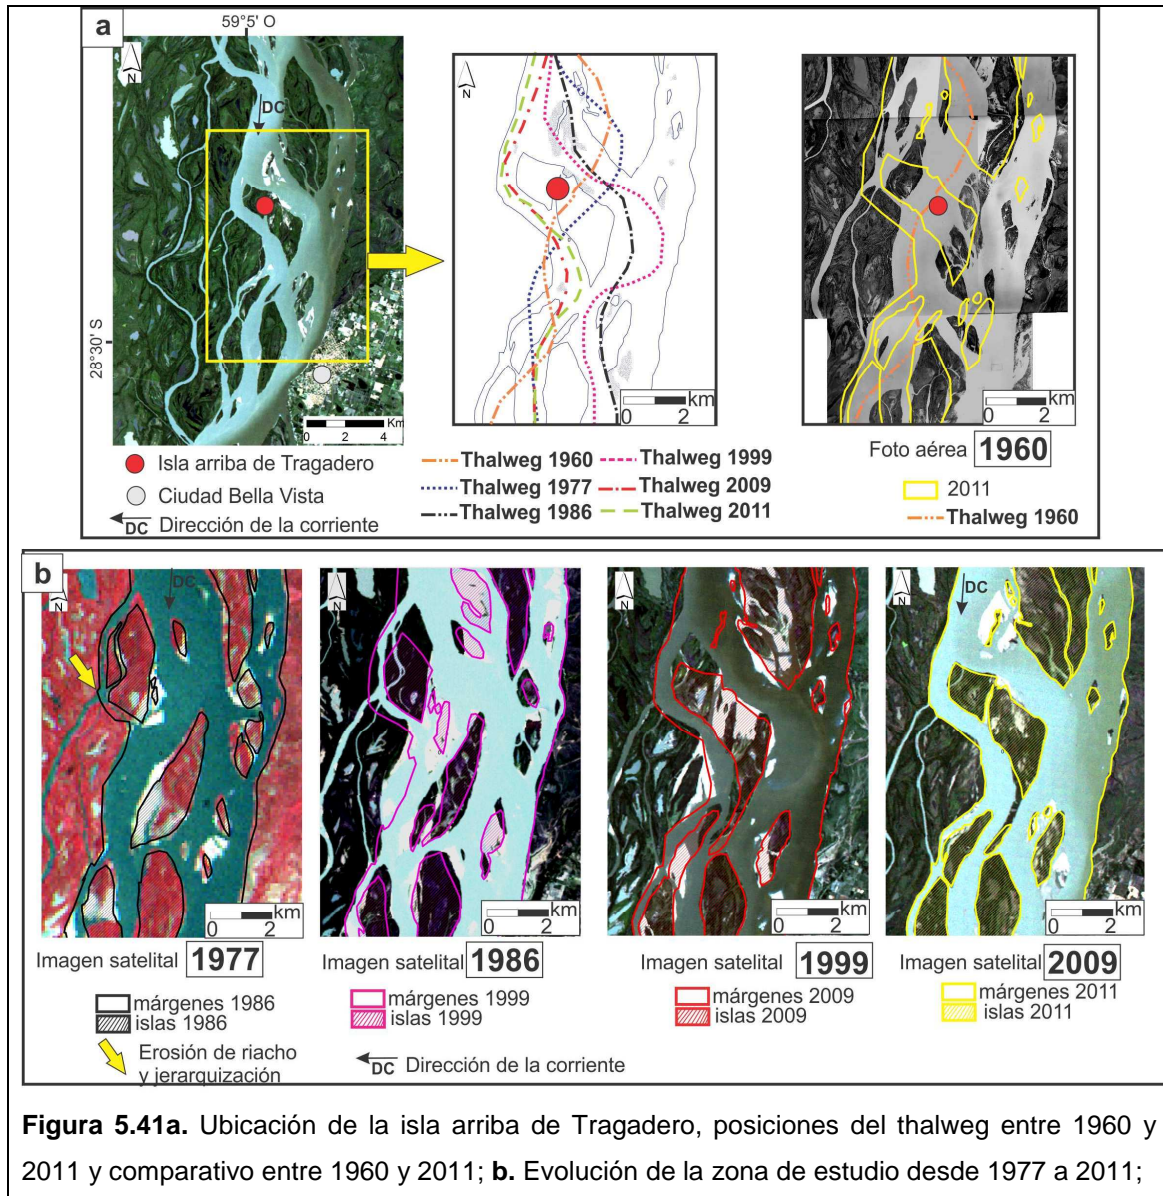 a
59°5' O
N
DC
28°30' S
Km
0 2 4
N
km
0 2
km
0 2
Isla arriba de Tragadero
Ciudad Bella Vista
DC Dirección de la corriente
Thalweg 1960
Thalweg 1977
Thalweg 1986
Thalweg 1999
Thalweg 2009
Thalweg 2011
Foto aérea 1960
2011
Thalweg 1960
b
N
DC
km
0 2
N
km
0 2
N
km
0 2
N
DC
km
0 2
Imagen satelital 1977
márgenes 1986
islas 1986
Erosión de riacho
y jerarquización
Imagen satelital 1986
márgenes 1999
islas 1999
DC Dirección de la corriente
Imagen satelital 1999
márgenes 2009
islas 2009
Imagen satelital 2009
márgenes 2011
islas 2011
Figura 5.41a. Ubicación de la isla arriba de Tragadero, posiciones del thalweg entre 1960 y
2011 y comparativo entre 1960 y 2011; b. Evolución de la zona de estudio desde 1977 a 2011;